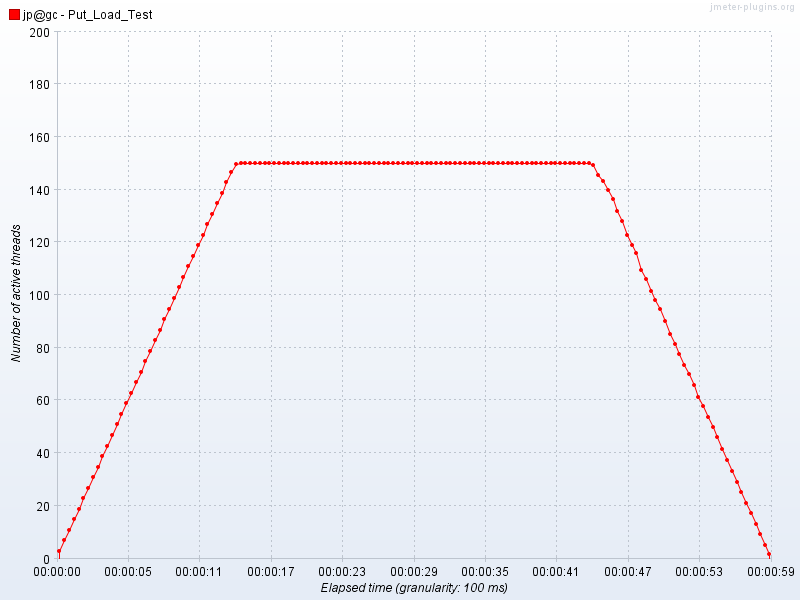 jmeter-plugins.org
jp@gc - Put_Load_Test
200
180
160
140
120
100
80
60
40
20
0
Number of active threads
00:00:00 00:00:05 00:00:11 00:00:17 00:00:23 00:00:29 00:00:35 00:00:41 00:00:47 00:00:53 00:00:59
Elapsed time (granularity: 100 ms)